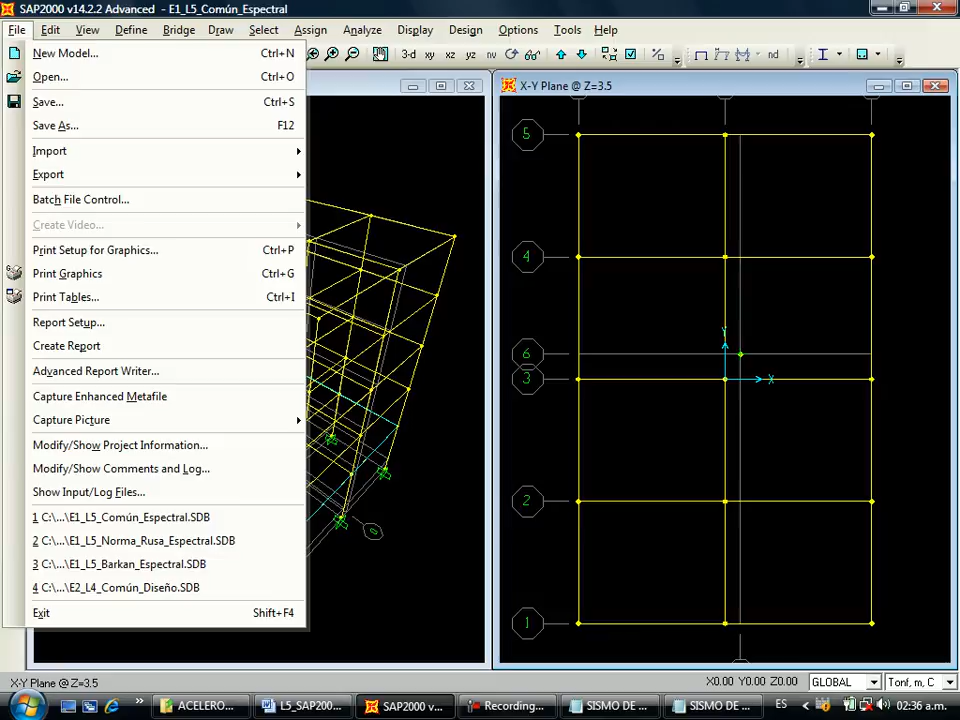 SAP2000 v14.2.2 Advanced - E1_L5_Común_Espectral
File Edit View Define Bridge Draw Select Assign Analyze Display Design Options Tools Help
3-d xy xz yz nv
New Model... Ctrl+N
Open... Ctrl+O
Save... Ctrl+S
Save As... F12
Import
Export
Batch File Control...
Create Video...
Print Setup for Graphics... Ctrl+P
Print Graphics Ctrl+G
Print Tables... Ctrl+I
Report Setup...
Create Report
Advanced Report Writer...
Capture Enhanced Metafile
Capture Picture
Modify/Show Project Information...
Modify/Show Comments and Log...
Show Input/Log Files...
1 C:\...\E1_L5_Común_Espectral.SDB
2 C:\...\E1_L5_Norma_Rusa_Espectral.SDB
3 C:\...\E1_L5_Barkan_Espectral.SDB
4 C:\...\E2_L4_Común_Diseño.SDB
Exit Shift+F4
X-Y Plane @ Z=3.5
5
4
6
3
2
1
Y
X
X-Y Plane @ Z=3.5
X0.00 Y0.00 Z0.00
GLOBAL
Tonf, m, C
ACELERO...
L5_SAP200...
SAP2000 v...
Recording...
SISMO DE ...
SISMO DE ...
ES
02:36 a.m.